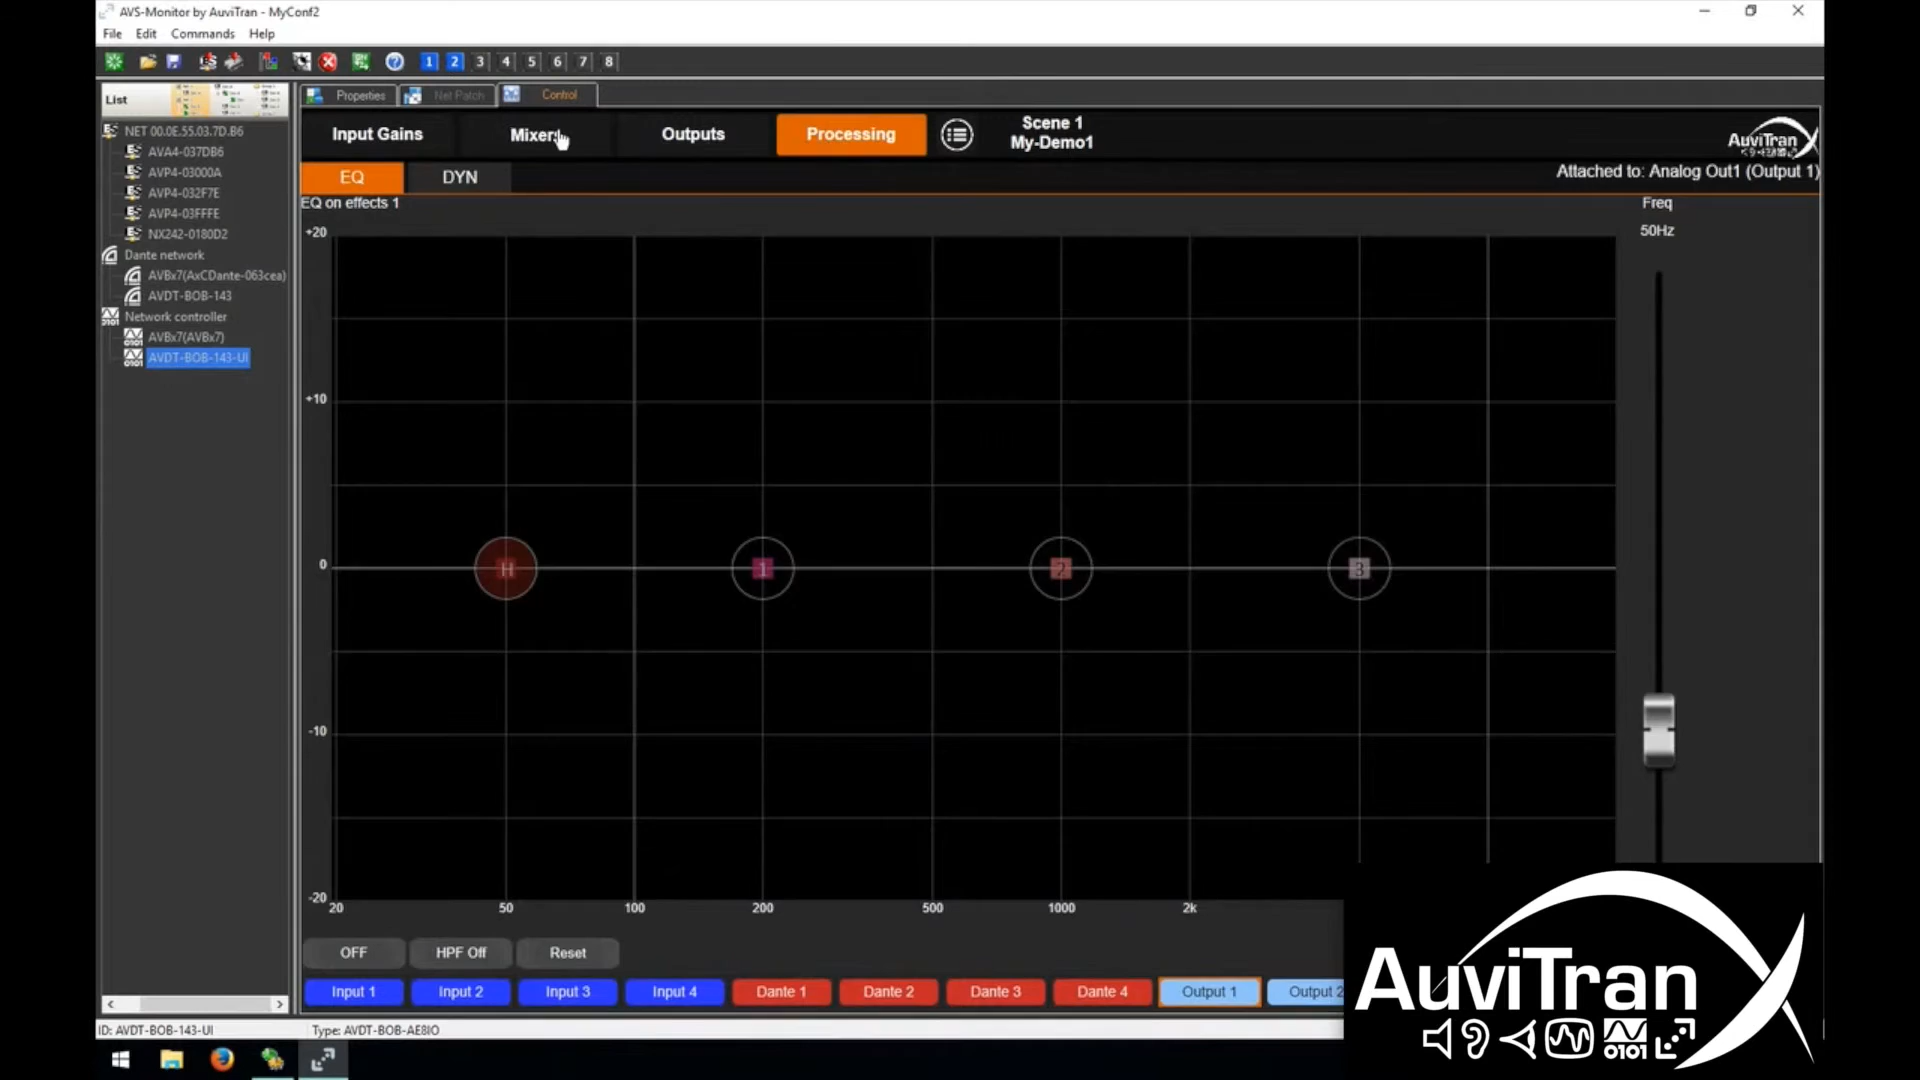 AVS-Monitor by AuviTran - MyConf2
File Edit Commands Help
1 2 3 4 5 6 7 8
List
Properties Net Patch Control
NET 00.0E.55.03.7D.B6
AVA4-037DB6
AVP4-03000A
AVP4-032F7E
AVP4-03FFFE
NX242-0180D2
Dante network
AVBx7(AxCDante-063cea)
AVDT-BOB-143
Network controller
AVBx7(AVBx7)
AVDT-BOB-143-UI
Input Gains Mixers Outputs Processing
Scene 1
My-Demo1
AuviTran
EQ DYN
Attached to: Analog Out1 (Output 1)
EQ on effects 1
Freq
50Hz
+20
+10
0
-10
-20
H 1 2 3
20 50 100 200 500 1000 2k
OFF HPF Off Reset
Input 1 Input 2 Input 3 Input 4 Dante 1 Dante 2 Dante 3 Dante 4 Output 1 Output 2
ID: AVDT-BOB-143-UI Type: AVDT-BOB-AE8IO
AuviTran
0101